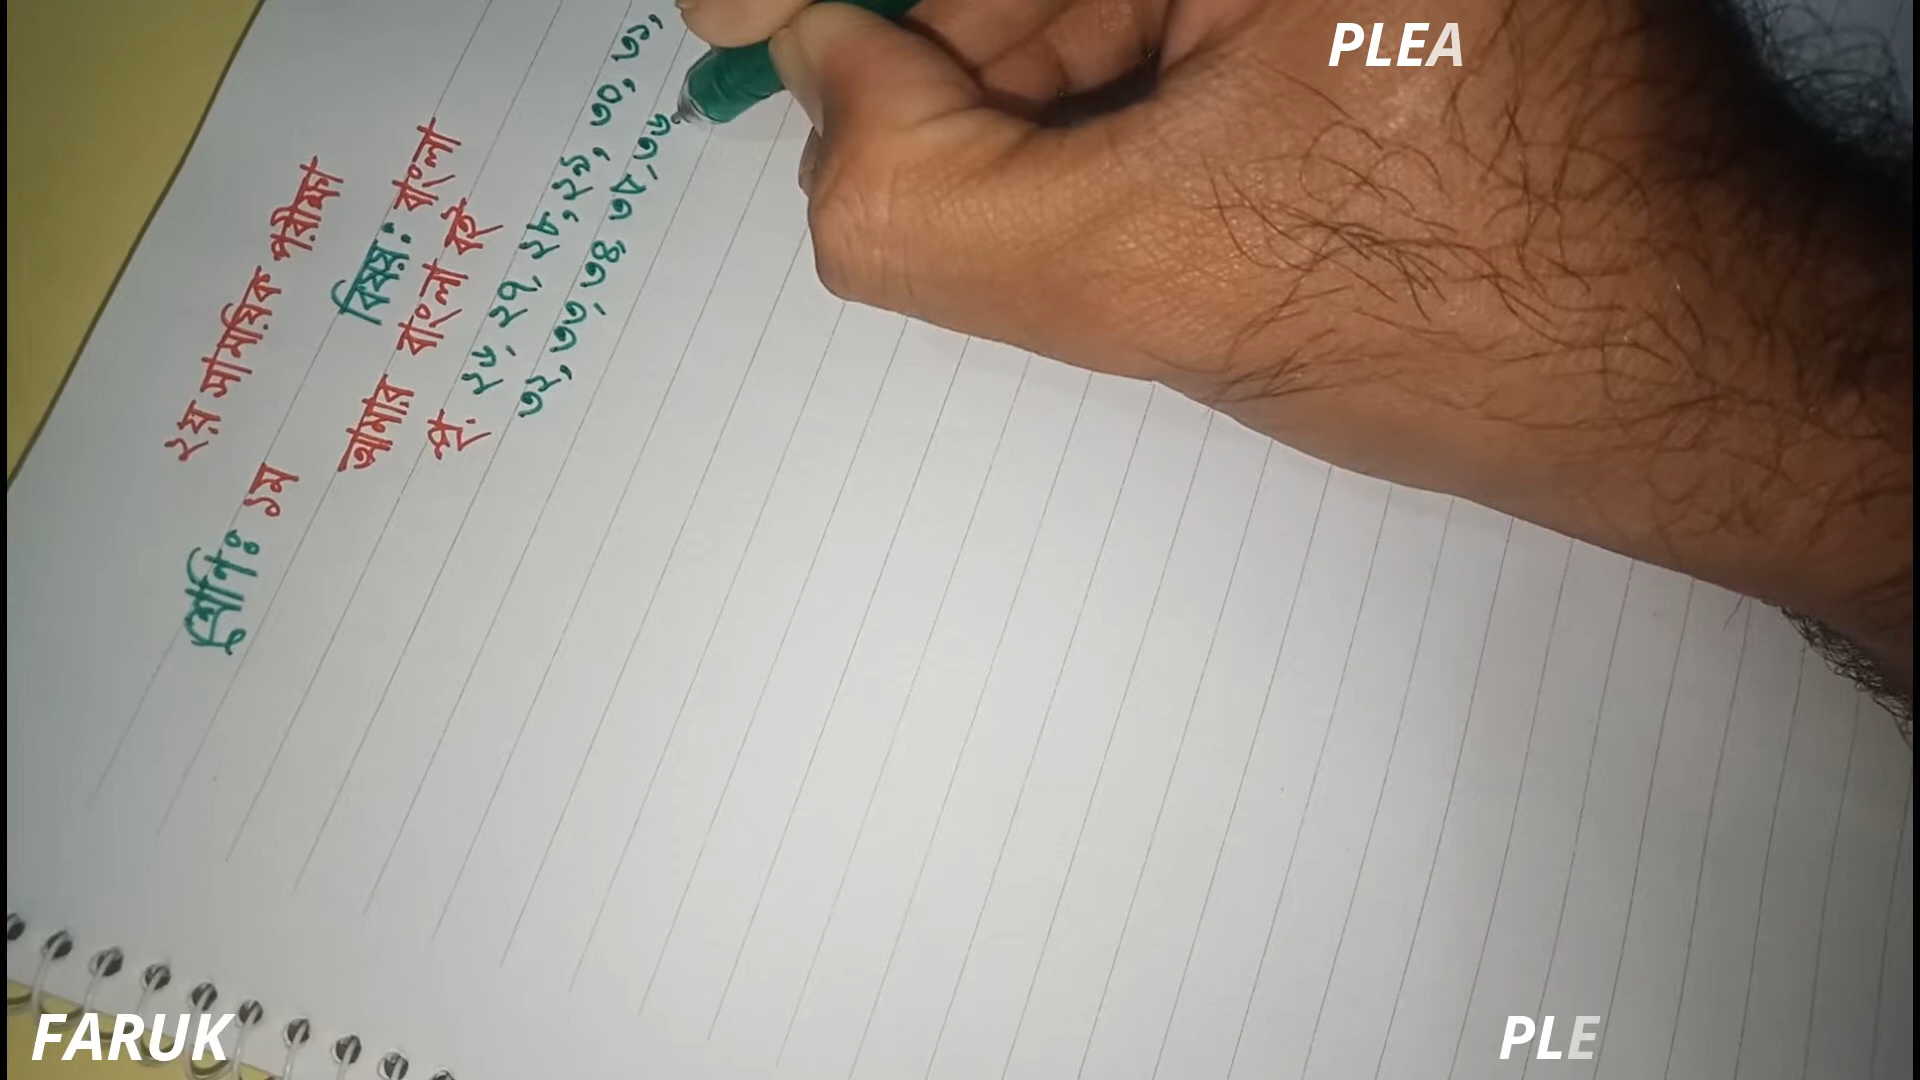 ২য় সাময়িক পরীক্ষা
শ্রেণিঃ ১ম
বিষয়ঃ বাংলা
আমার বাংলা বই
পৃ. ২৬, ২৭, ২৮, ২৯, ৩০, ৩১,
৩২, ৩৩, ৩৪, ৩৫, ৩৬
PLEA
FARUK
PLE